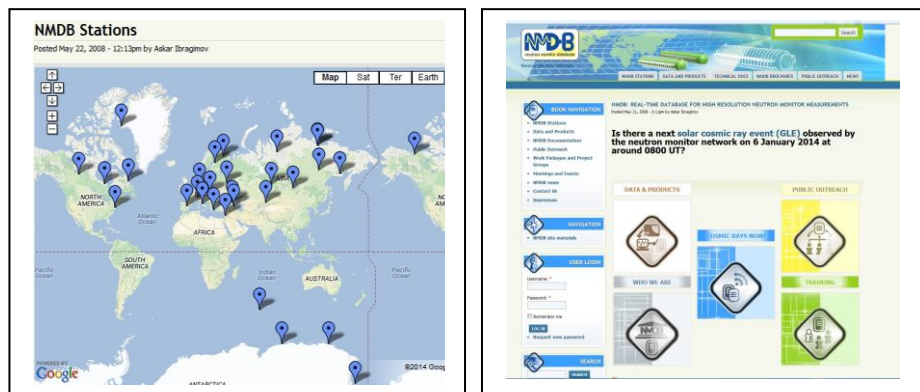 NMDB Stations
Posted May 22, 2008 - 12:13pm by Askar Ibragimov
Map Sat Ter Earth
NORTH AMERICA
Atlantic Ocean
AFRICA
SOUTH AMERICA
Pacific Ocean
Indian Ocean
AUSTRALIA
Pacific Ocean
POWERED BY
Google
©2014 Goog
ANTARCTICA
NMDB
neutron monitor database
Search
NMDB STATIONS DATA AND PRODUCTS TECHNICAL DOCS NMDB BROCHURES PUBLIC OUTREACH NEWS
BOOK NAVIGATION
NMDB Stations
Data and Products
NMDB Documentation
Public Outreach
Work Packages and Project Groups
Meetings and Events
NMDB news
Contact Us
Impressum
NAVIGATION
NMDB site materials
USER LOGIN
Username: *
Password: *
Remember me
LOG IN
Request new password
SEARCH
SEARCH
NMDB: REAL-TIME DATABASE FOR HIGH RESOLUTION NEUTRON MONITOR MEASUREMENTS
Is there a next solar cosmic ray event (GLE) observed by
the neutron monitor network on 6 January 2014 at
around 0800 UT?
DATA & PRODUCTS
PUBLIC OUTREACH
COSMIC RAYS NOW!
WHO WE ARE
TRAINING